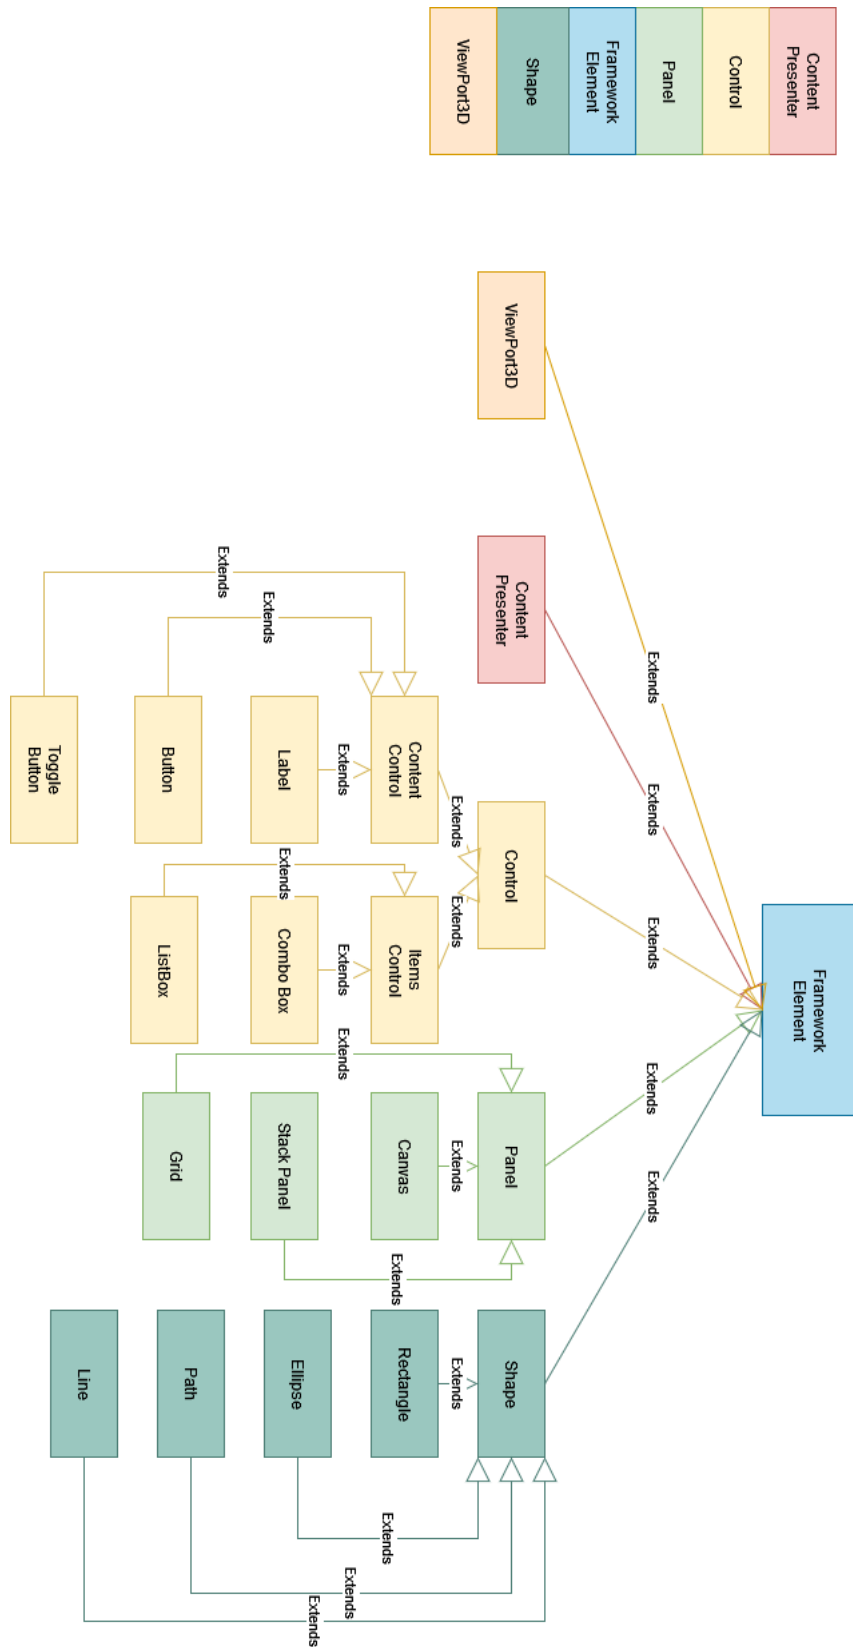 Content
Presenter
Control
Panel
Framework
Element
Shape
ViewPort3D
Framework
Element
Extends
Extends
Extends
Extends
Extends
ViewPort3D
Content
Presenter
Control
Panel
Shape
Extends
Extends
Extends
Extends
Content
Control
Items
Control
Canvas
Rectangle
Extends
Extends
Extends
Extends
Extends
Extends
Extends
Extends
Extends
Extends
Label
Combo Box
Stack Panel
Ellipse
Button
ListBox
Grid
Path
Toggle
Button
Line